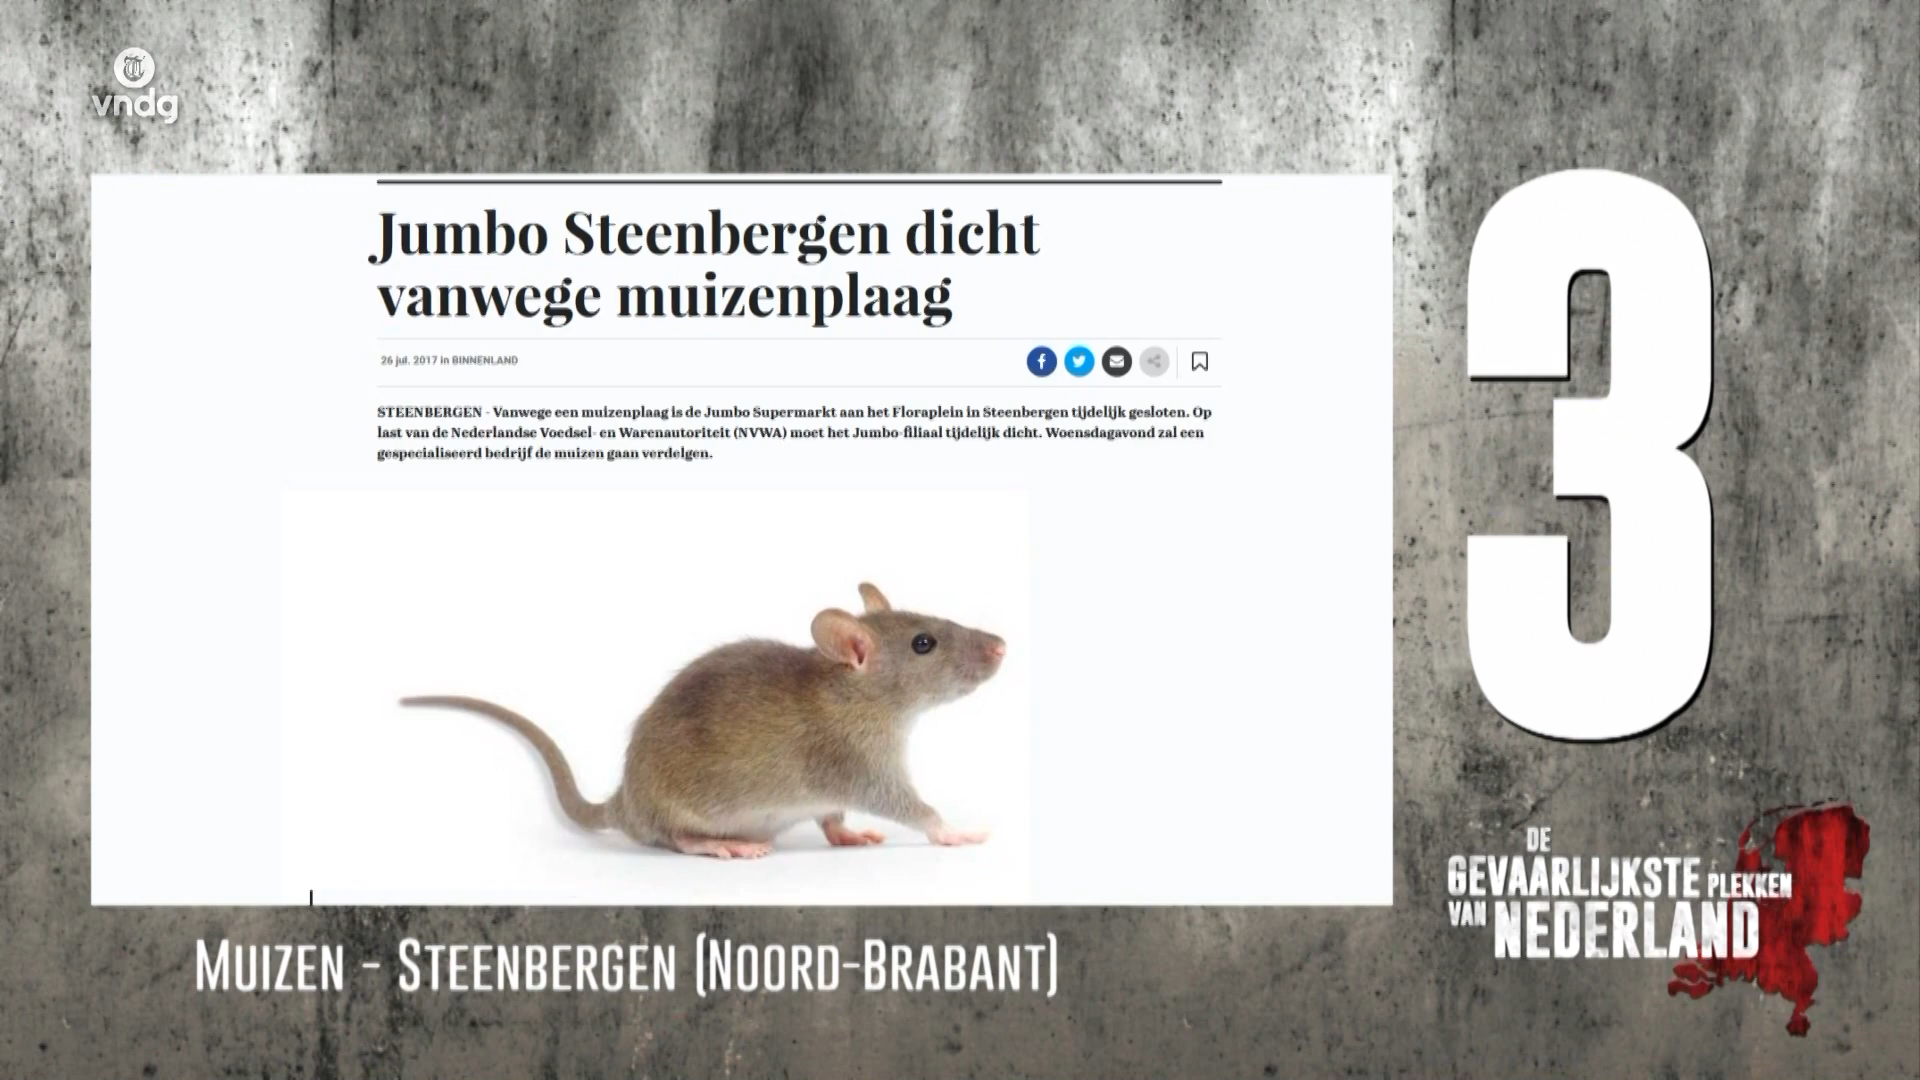 vndg
Jumbo Steenbergen dicht
vanwege muizenplaag
26 jul. 2017 in BINNENLAND
STEENBERGEN - Vanwege een muizenplaag is de Jumbo Supermarkt aan het Floraplein in Steenbergen tijdelijk gesloten. Op
last van de Nederlandse Voedsel- en Warenautoriteit (NVWA) moet het Jumbo-filiaal tijdelijk dicht. Woensdagavond zal een
gespecialiseerd bedrijf de muizen gaan verdelgen.
3
DE
GEVAARLIJKSTE PLEKKEN
VAN NEDERLAND
MUIZEN - STEENBERGEN (NOORD-BRABANT)